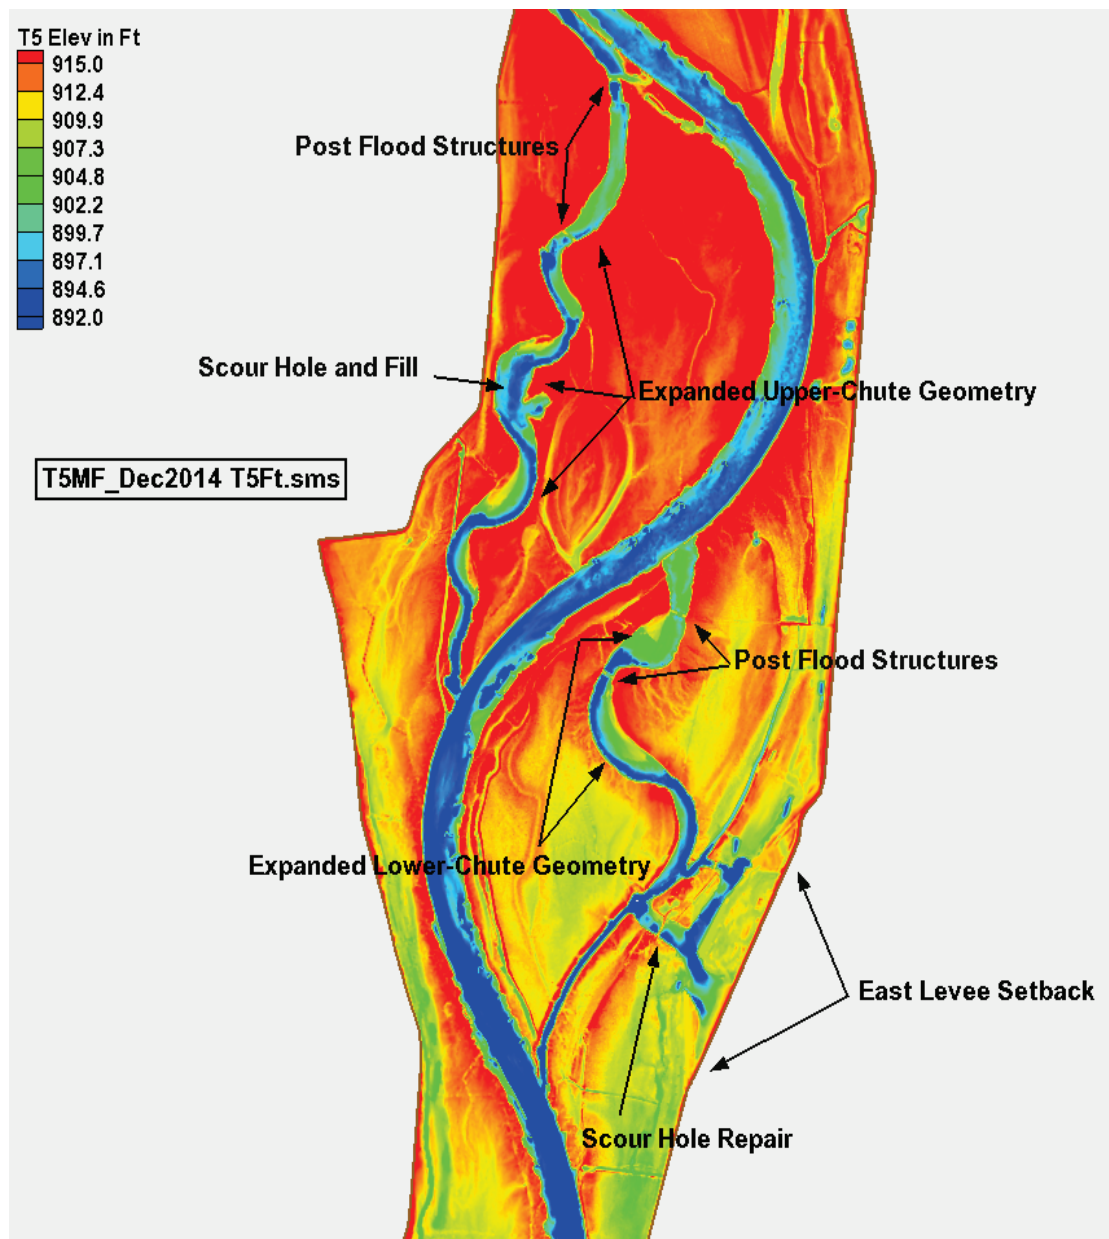 T5 Elev in Ft
915.0
912.4
909.9
907.3
904.8
902.2
899.7
897.1
894.6
892.0
Post Flood Structures
Scour Hole and Fill
Expanded Upper-Chute Geometry
T5MF_Dec2014 T5Ft.sms
Post Flood Structures
Expanded Lower-Chute Geometry
East Levee Setback
Scour Hole Repair